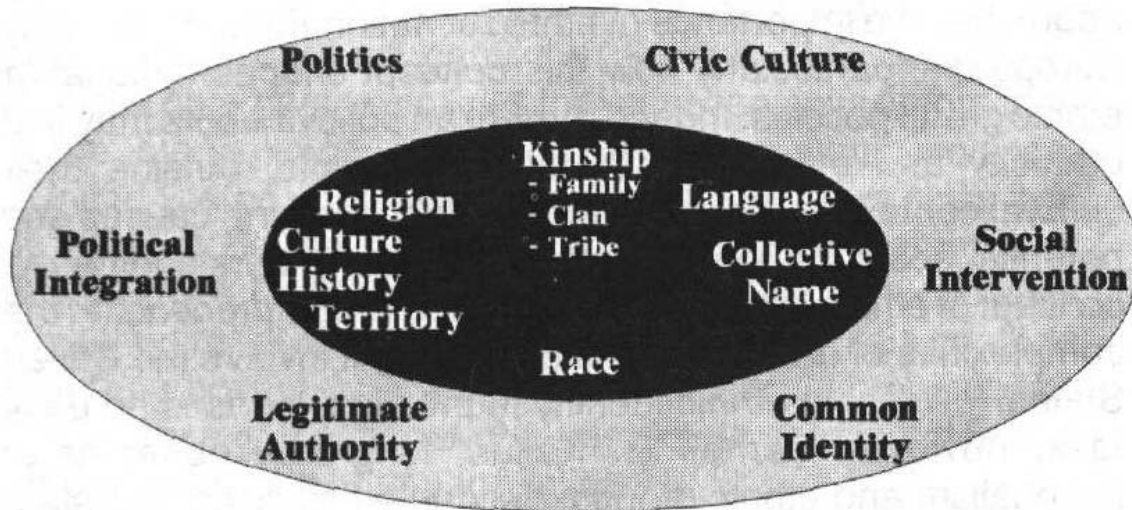 Politics
Civic Culture
Kinship
- Family
- Clan
- Tribe
Religion
Culture
History
Territory
Language
Collective
Name
Race
Political
Integration
Social
Intervention
Legitimate
Authority
Common
Identity